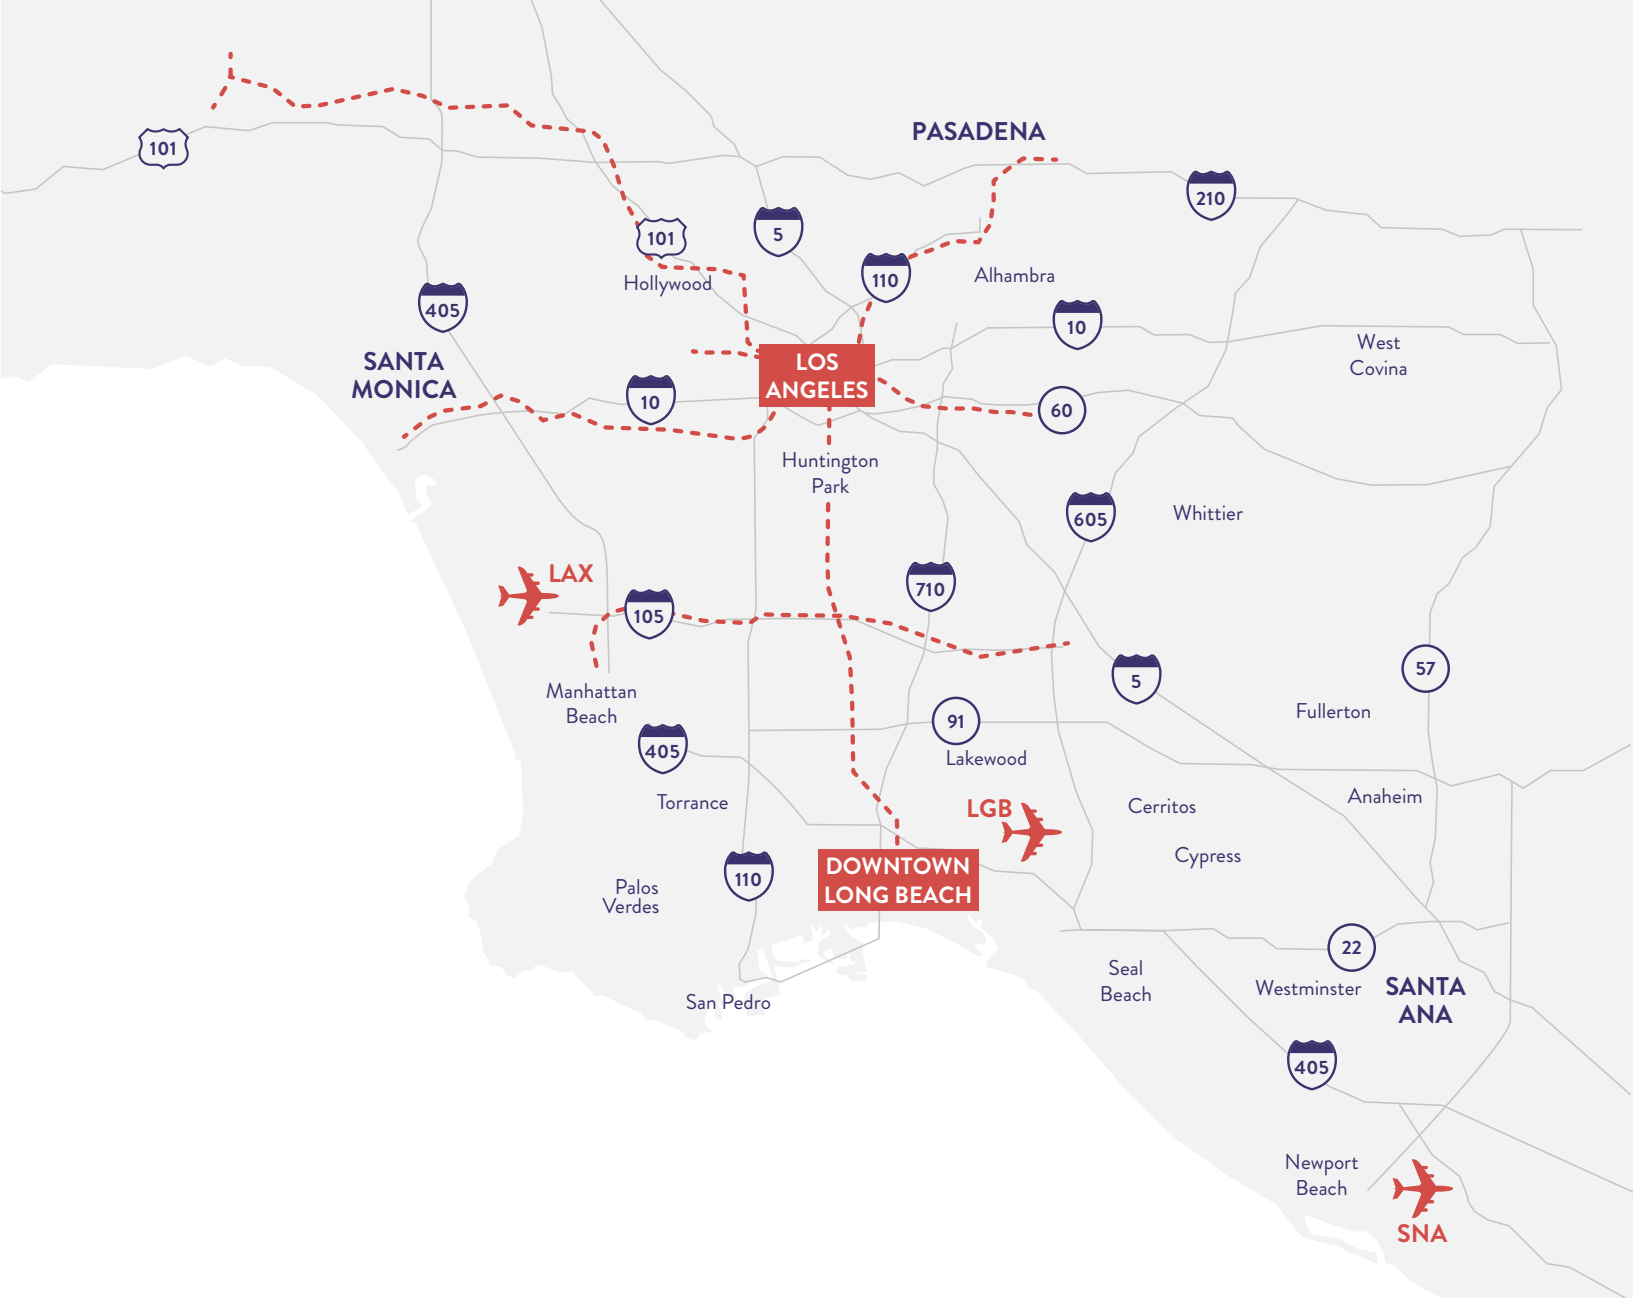 PASADENA
101
210
101
5
110
Alhambra
Hollywood
405
10
SANTA
MONICA
West
Covina
LOS
ANGELES
10
60
Huntington
Park
605
Whittier
LAX
710
105
5
57
Manhattan
Beach
Fullerton
91
405
Lakewood
Torrance
LGB
Cerritos
Anaheim
Cypress
110
DOWNTOWN
LONG BEACH
Palos
Verdes
22
Seal
Beach
Westminster
SANTA
ANA
San Pedro
405
Newport
Beach
SNA